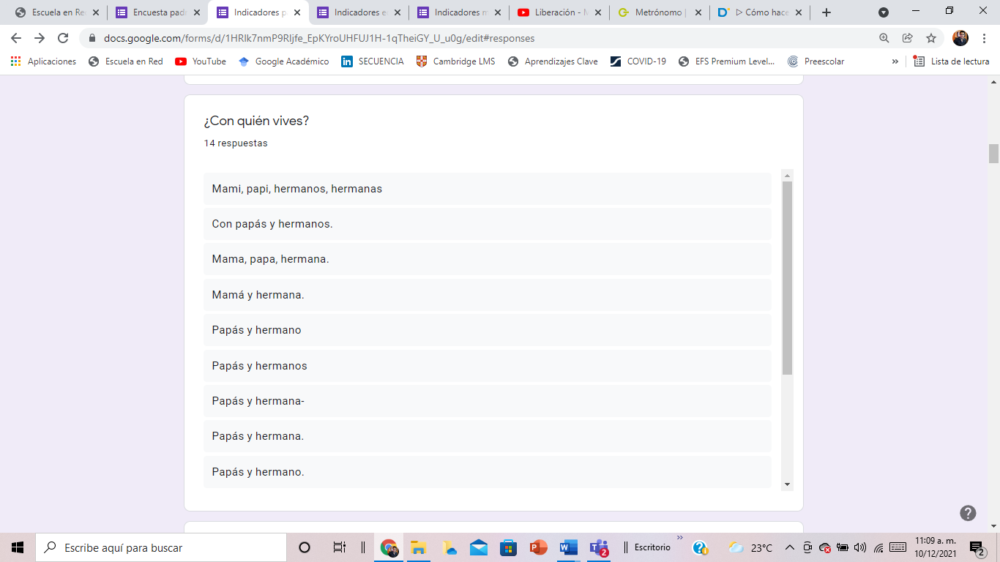 Escuela en Re
Encuesta padr
Indicadores p
Indicadores e
Indicadores m
Liberación - M
Metrónomo |
▷ Cómo hace
docs.google.com/forms/d/1HRlk7nmP9RIjfe_EpKYroUHFUJ1H-1qTheiGY_U_u0g/edit#responses
Aplicaciones
Escuela en Red
YouTube
Google Académico
SECUENCIA
Cambridge LMS
Aprendizajes Clave
COVID-19
EFS Premium Level...
Preescolar
»
Lista de lectura
¿Con quién vives?
14 respuestas
Mami, papi, hermanos, hermanas
Con papás y hermanos.
Mama, papa, hermana.
Mamá y hermana.
Papás y hermano
Papás y hermanos
Papás y hermana-
Papás y hermana.
Papás y hermano.
Escribe aquí para buscar
Escritorio
»
23°C
11:09 a. m.
10/12/2021
2
2